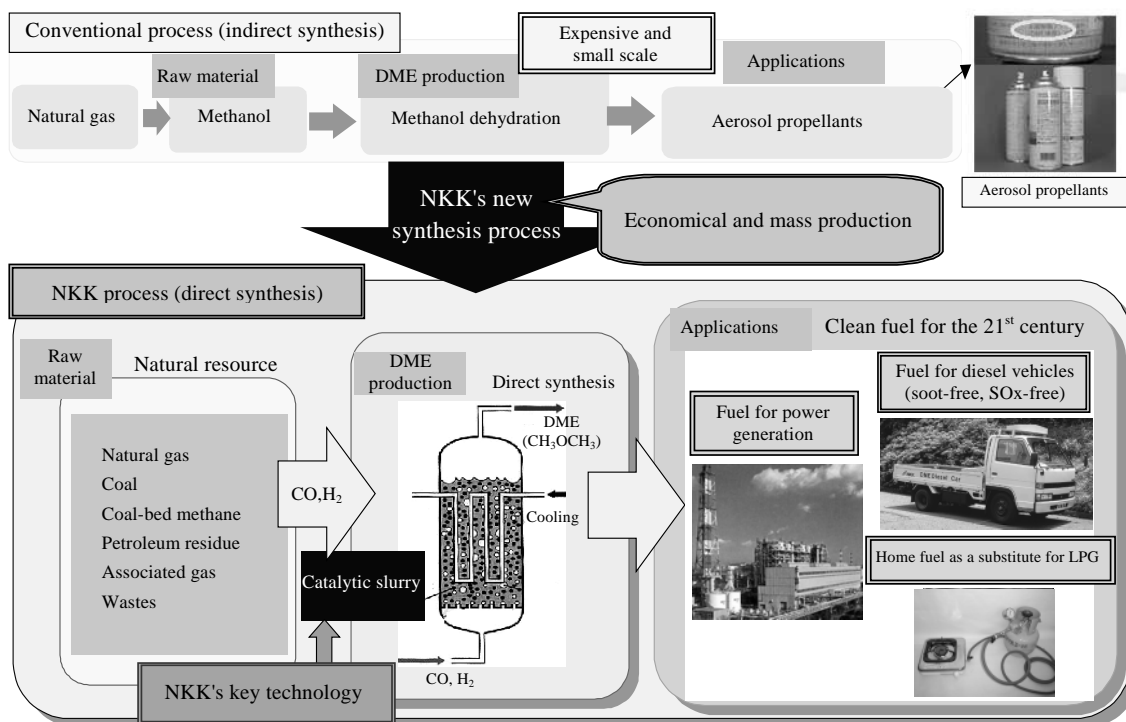 Conventional process (indirect synthesis)
Expensive and
small scale
Raw material
DME production
Applications
Natural gas
Methanol
Methanol dehydration
Aerosol propellants
Aerosol propellants
NKK's new
synthesis process
Economical and mass production
NKK process (direct synthesis)
Raw
material
Natural resource
Natural gas
Coal
Coal-bed methane
Petroleum residue
Associated gas
Wastes
CO,H2
DME
production
Direct synthesis
DME
(CH3OCH3)
Cooling
Catalytic slurry
CO, H2
NKK's key technology
Applications
Clean fuel for the 21st century
Fuel for power
generation
Fuel for diesel vehicles
(soot-free, SOx-free)
DME Diesel Car
Home fuel as a substitute for LPG